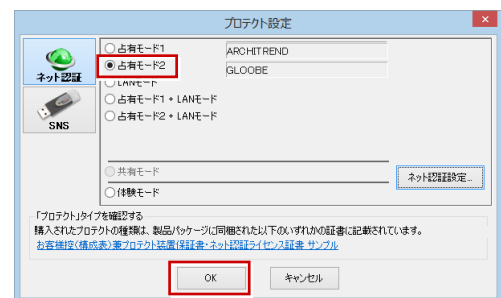 プロテクト設定
×
ネット認証
SNS
占有モード1
ARCHITREND
占有モード2
GLOOBE
LANモード
占有モード1 + LANモード
占有モード2 + LANモード
共有モード
ネット認証設定...
体験モード
「プロテクト」タイプを確認する
購入されたプロテクトの種類は、製品パッケージに同梱された以下のいずれかの証書に記載されています。
お客様控(構成表)兼プロテクト装置保証書・ネット認証ライセンス証書 サンプル
OK
キャンセル